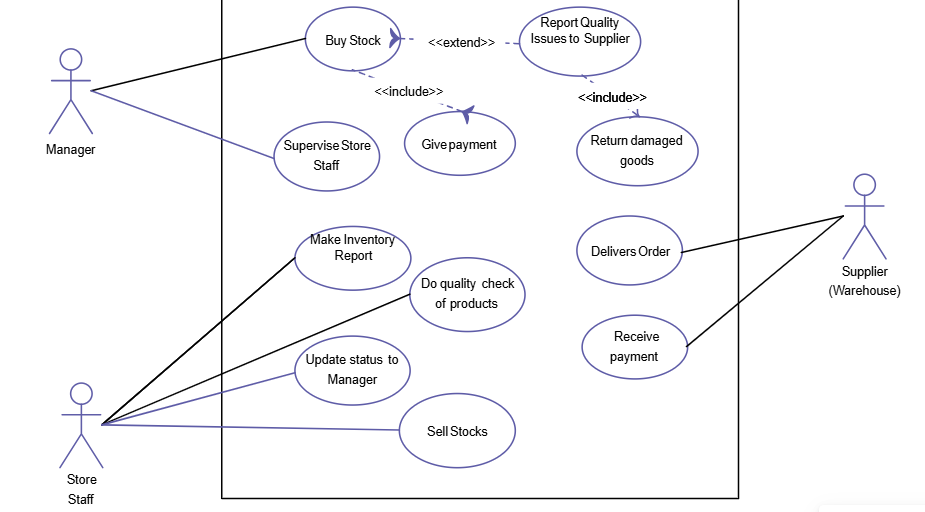 Report Quality
Issues to Supplier
Buy Stock
<<extend>>
<<include>>
<<include>>
Manager
Supervise Store
Staff
Give payment
Return damaged
goods
Make Inventory
Report
Delivers Order
Supplier
(Warehouse)
Do quality check
of products
Receive
payment
Update status to
Manager
Sell Stocks
Store
Staff